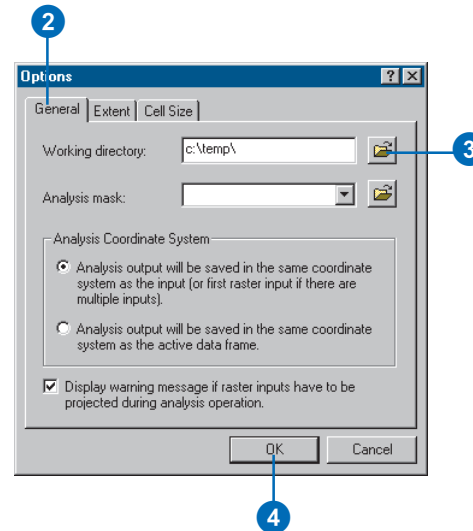 2
Options
General Extent Cell Size
Working directory: c:\temp\
3
Analysis mask:
Analysis Coordinate System
Analysis output will be saved in the same coordinate
system as the input (or first raster input if there are
multiple inputs).
Analysis output will be saved in the same coordinate
system as the active data frame.
Display warning message if raster inputs have to be
projected during analysis operation.
OK Cancel
4